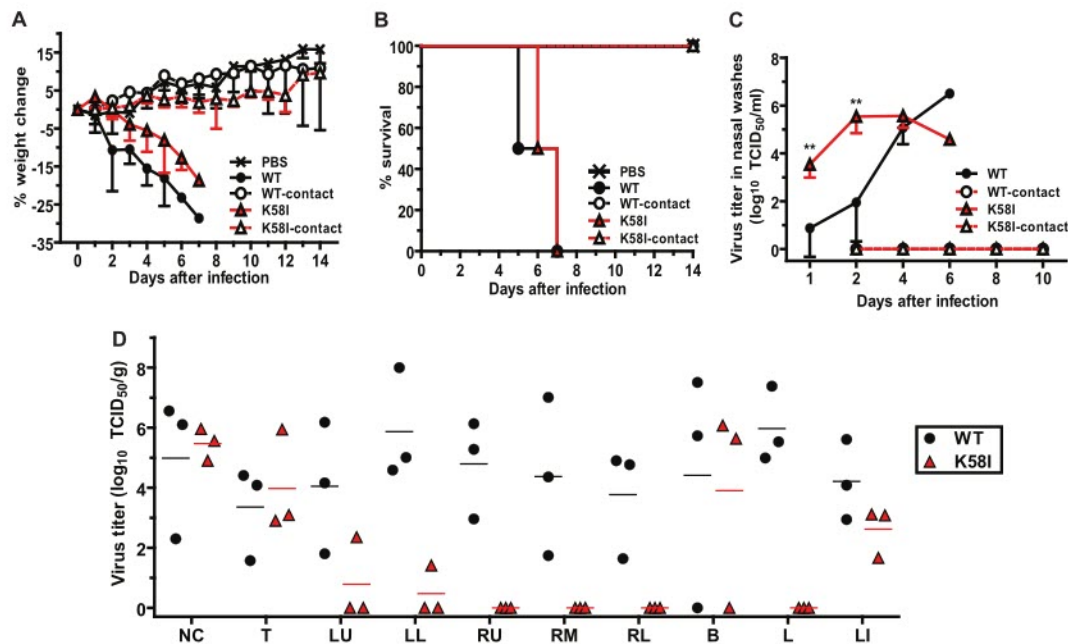 A
% weight change
15
5
-5
-15
-25
-35
0 2 4 6 8 10 12 14
Days after infection
PBS
WT
WT-contact
K58I
K58I-contact
B
% survival
100
80
60
40
20
0
0 2 4 6 8 10 12 14
Days after infection
PBS
WT
WT-contact
K58I
K58I-contact
C
Virus titer in nasal washes
(log10 TCID50/ml)
8
6
4
2
0
**
**
1 2 4 6 8 10
Days after infection
WT
WT-contact
K58I
K58I-contact
D
Virus titer (log10 TCID50/g)
8
6
4
2
0
NC T LU LL RU RM RL B L LI
WT
K58I